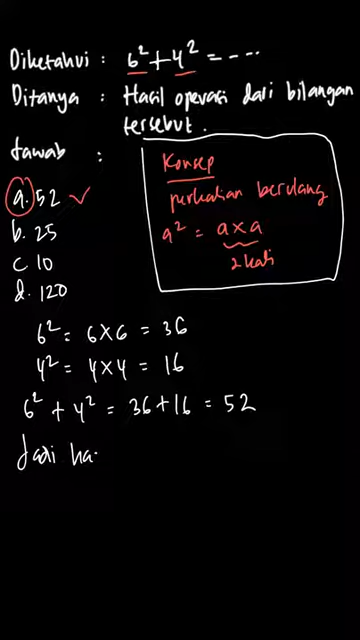 Diketahui : 6² + 4² = ....
Ditanya : Hasil operasi dari bilangan
tersebut.
Jawab :
a. 52 ✓
b. 25
c. 10
d. 120
Konsep
perkalian berulang
a² = a × a
2 kali
6² = 6 × 6 = 36
4² = 4 × 4 = 16
6² + 4² = 36 + 16 = 52
Jadi ha